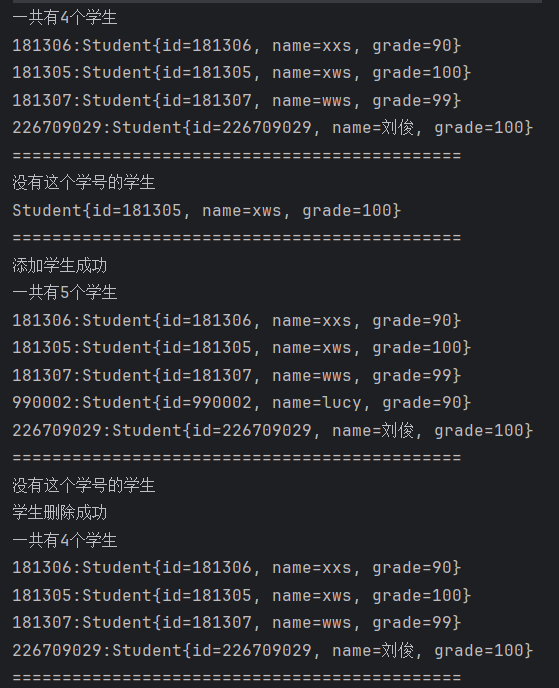 一共有4个学生
181306:Student{id=181306, name=xxs, grade=90}
181305:Student{id=181305, name=xws, grade=100}
181307:Student{id=181307, name=wws, grade=99}
226709029:Student{id=226709029, name=刘俊, grade=100}
=============================================
没有这个学号的学生
Student{id=181305, name=xws, grade=100}
=============================================
添加学生成功
一共有5个学生
181306:Student{id=181306, name=xxs, grade=90}
181305:Student{id=181305, name=xws, grade=100}
181307:Student{id=181307, name=wws, grade=99}
990002:Student{id=990002, name=lucy, grade=90}
226709029:Student{id=226709029, name=刘俊, grade=100}
=============================================
没有这个学号的学生
学生删除成功
一共有4个学生
181306:Student{id=181306, name=xxs, grade=90}
181305:Student{id=181305, name=xws, grade=100}
181307:Student{id=181307, name=wws, grade=99}
226709029:Student{id=226709029, name=刘俊, grade=100}
=============================================